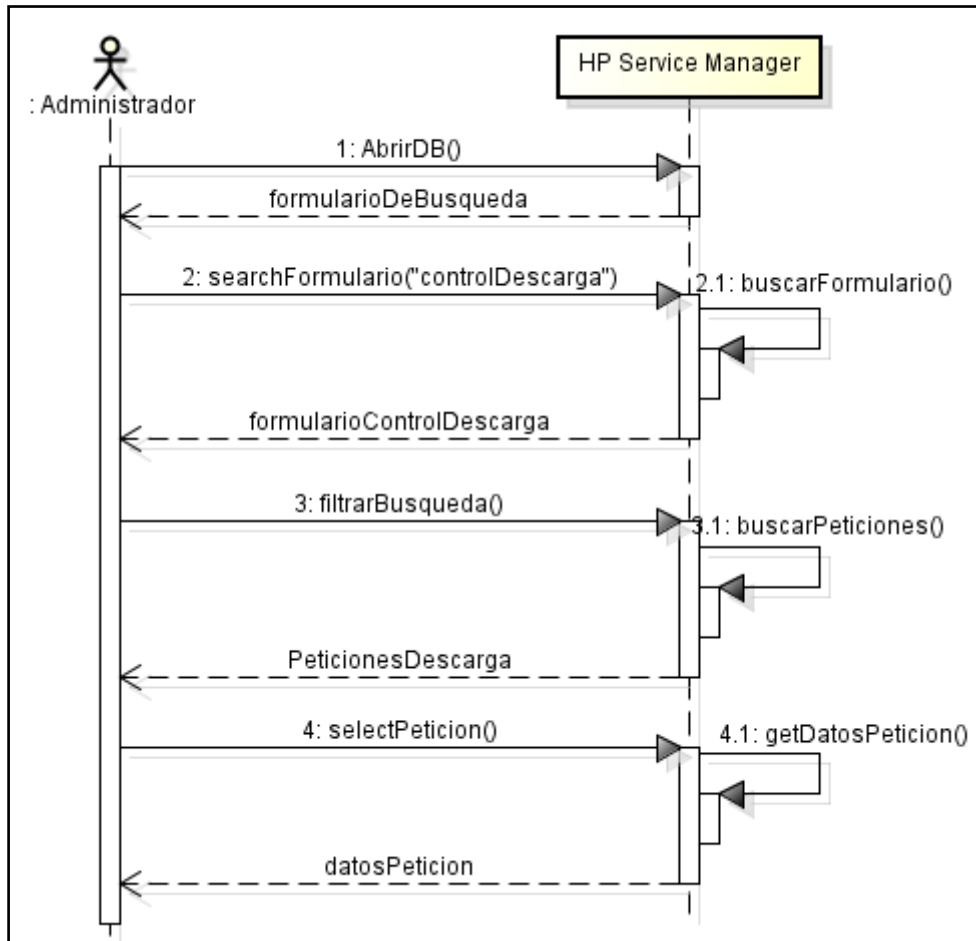 HP Service Manager
: Administrador
1: AbrirDB()
formularioDeBusqueda
2: searchFormulario("controlDescarga")
2.1: buscarFormulario()
formularioControlDescarga
3: filtrarBusqueda()
3.1: buscarPeticiones()
PeticionesDescarga
4: selectPeticion()
4.1: getDatosPeticion()
datosPeticion